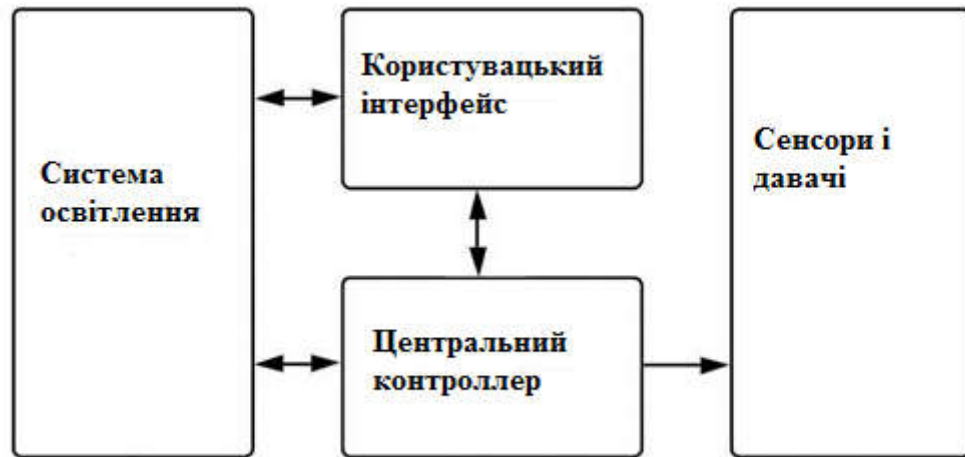 Користувацький
інтерфейс
Система
освітлення
Сенсори і
давачі
Центральний
контроллер